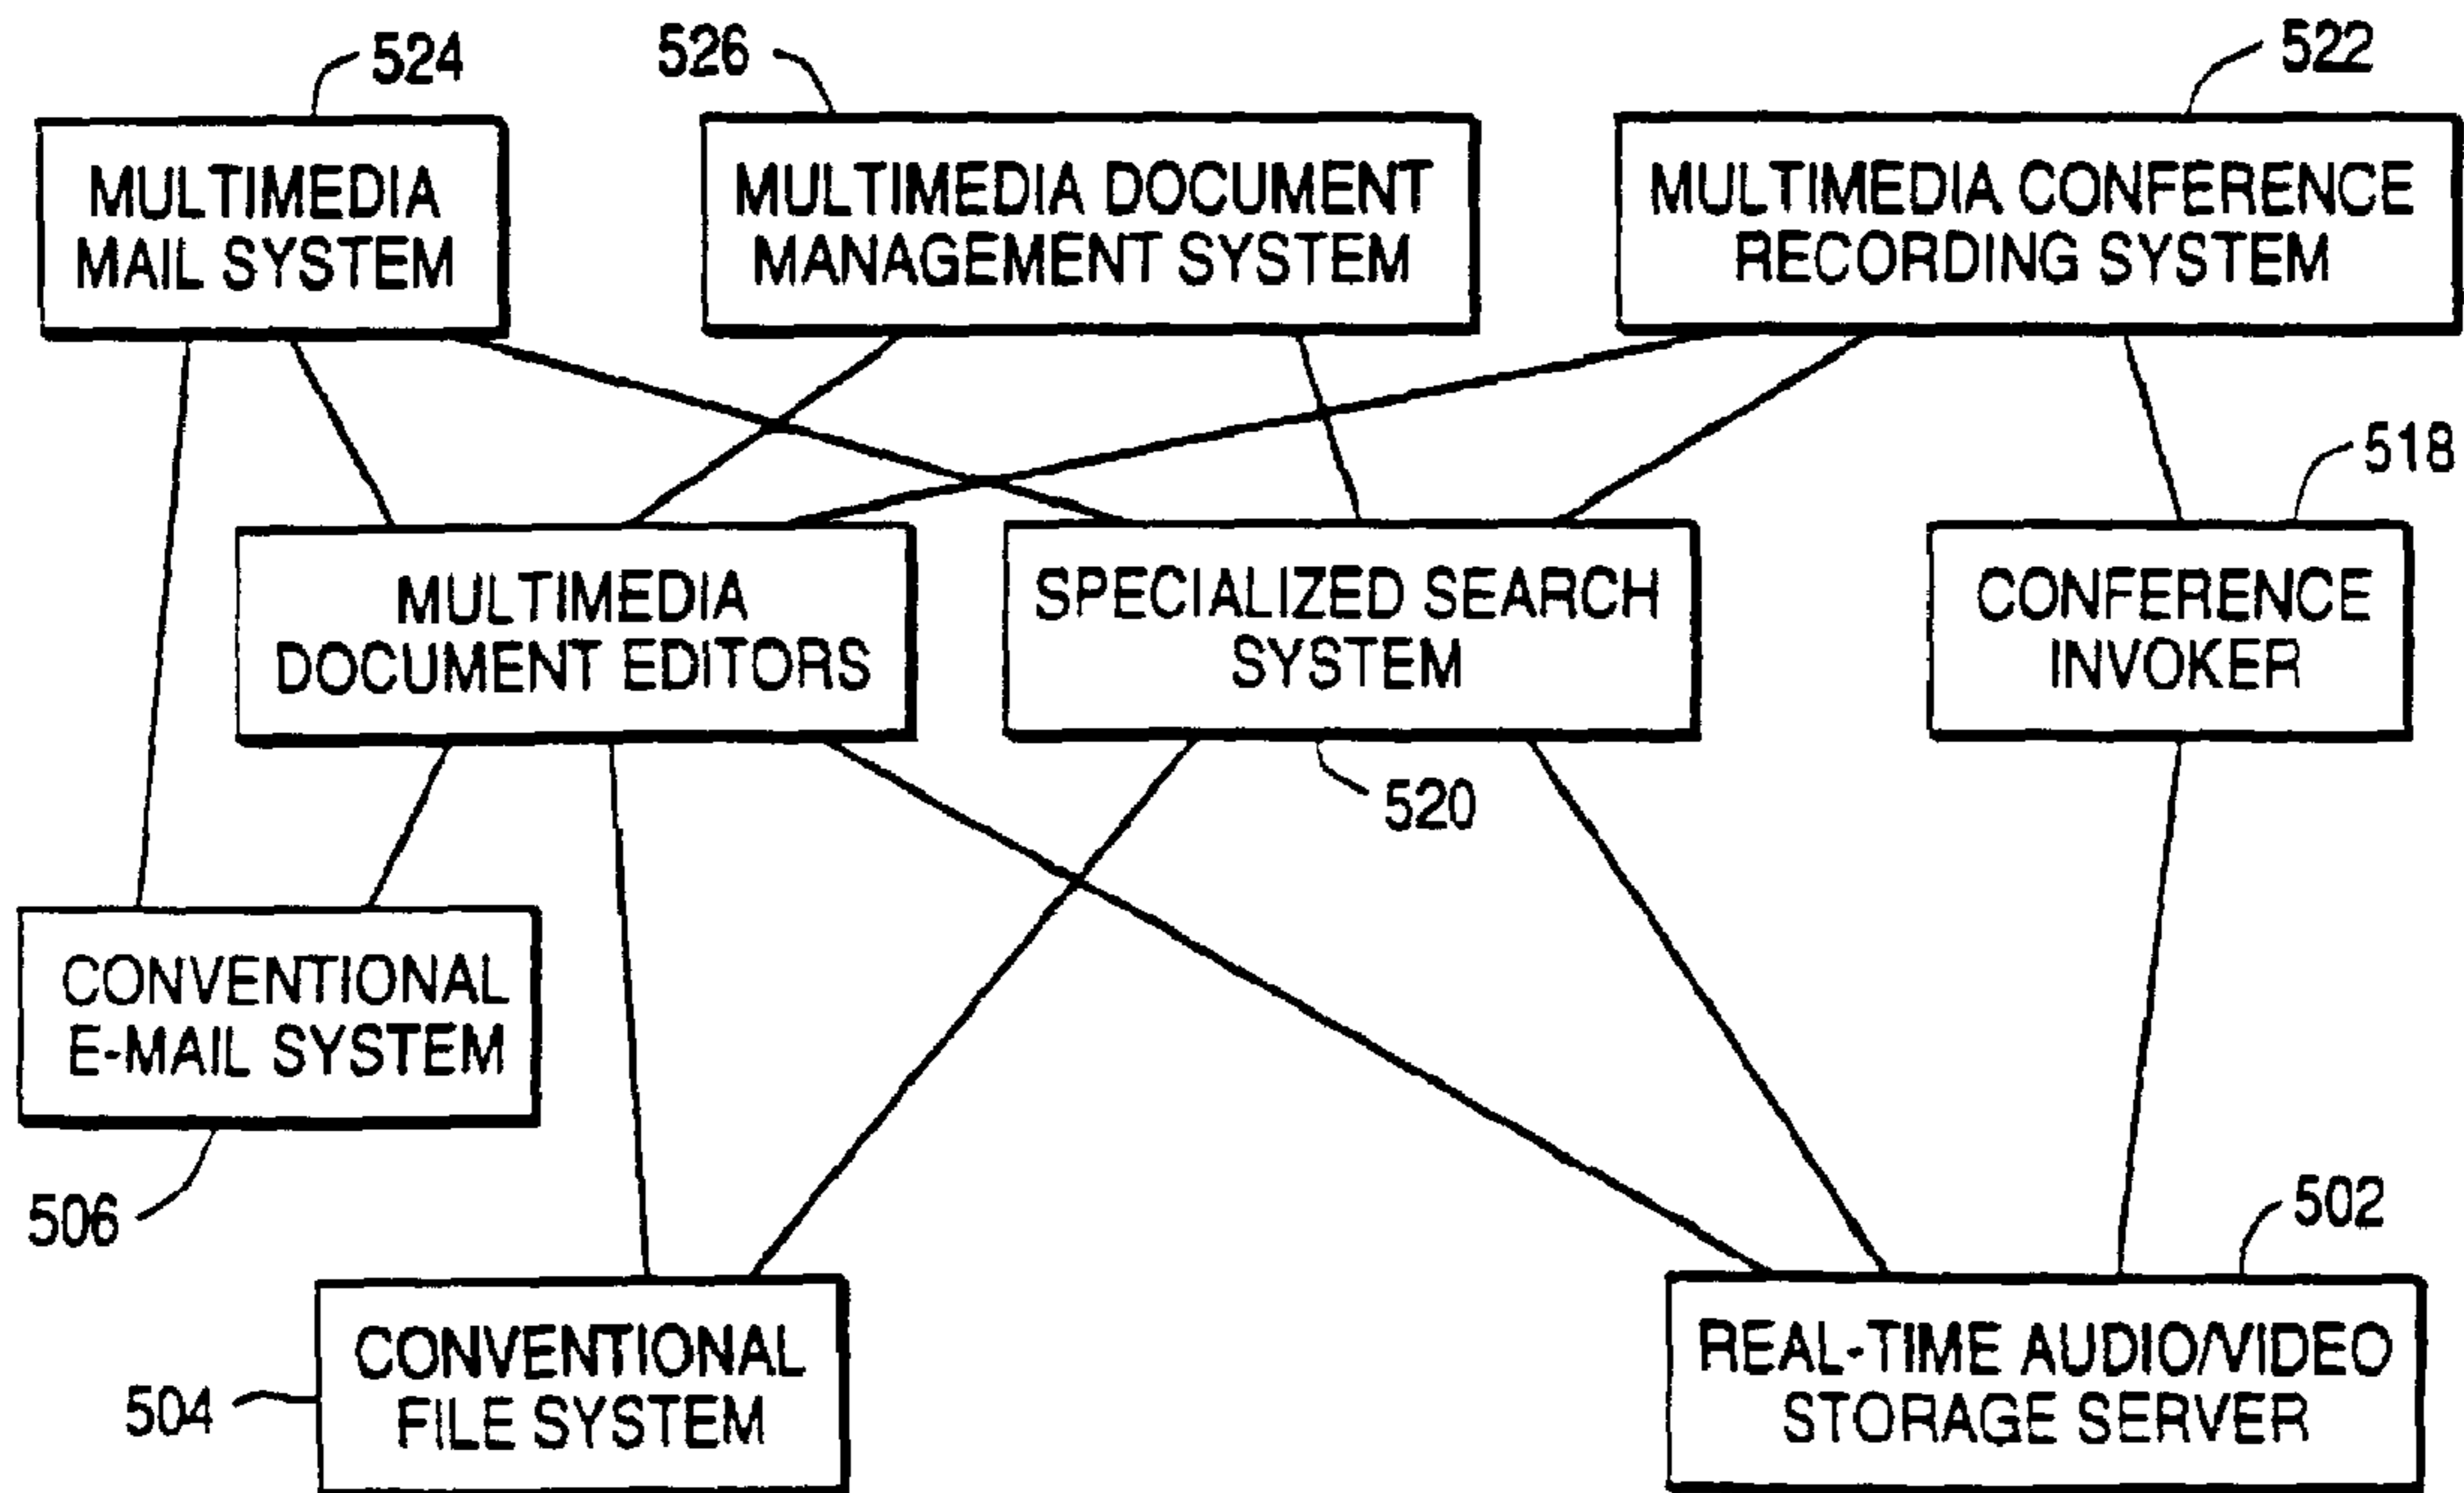 524
526
522
MULTIMEDIA
MAIL SYSTEM
MULTIMEDIA DOCUMENT
MANAGEMENT SYSTEM
MULTIMEDIA CONFERENCE
RECORDING SYSTEM
518
MULTIMEDIA
DOCUMENT EDITORS
SPECIALIZED SEARCH
SYSTEM
CONFERENCE
INVOKER
520
CONVENTIONAL
E-MAIL SYSTEM
506
502
CONVENTIONAL
FILE SYSTEM
504
REAL-TIME AUDIO/VIDEO
STORAGE SERVER